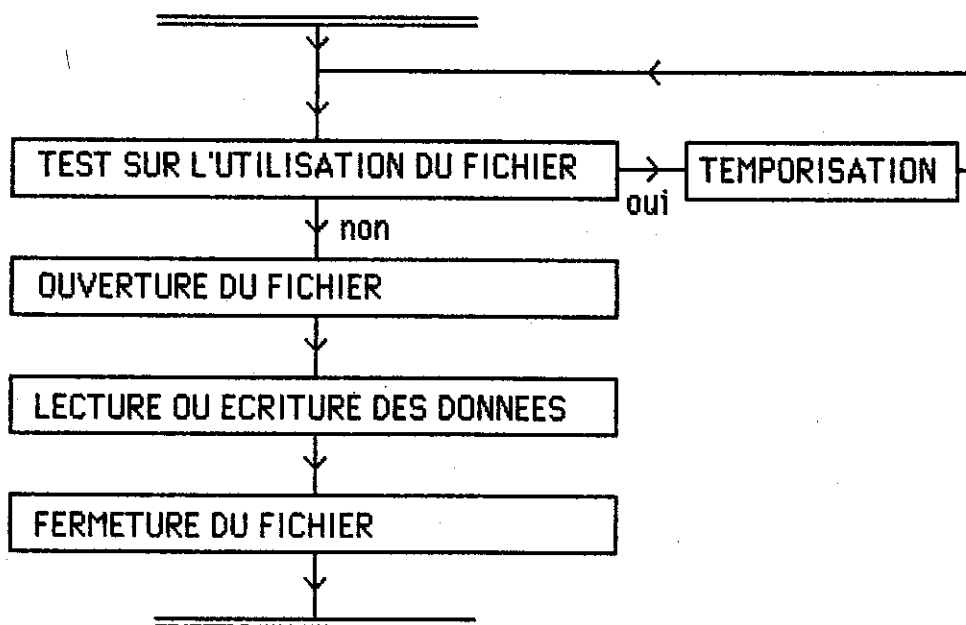 TEST SUR L'UTILISATION DU FICHIER
TEMPORISATION
oui
non
OUVERTURE DU FICHIER
LECTURE OU ECRITURE DES DONNEES
FERMETURE DU FICHIER